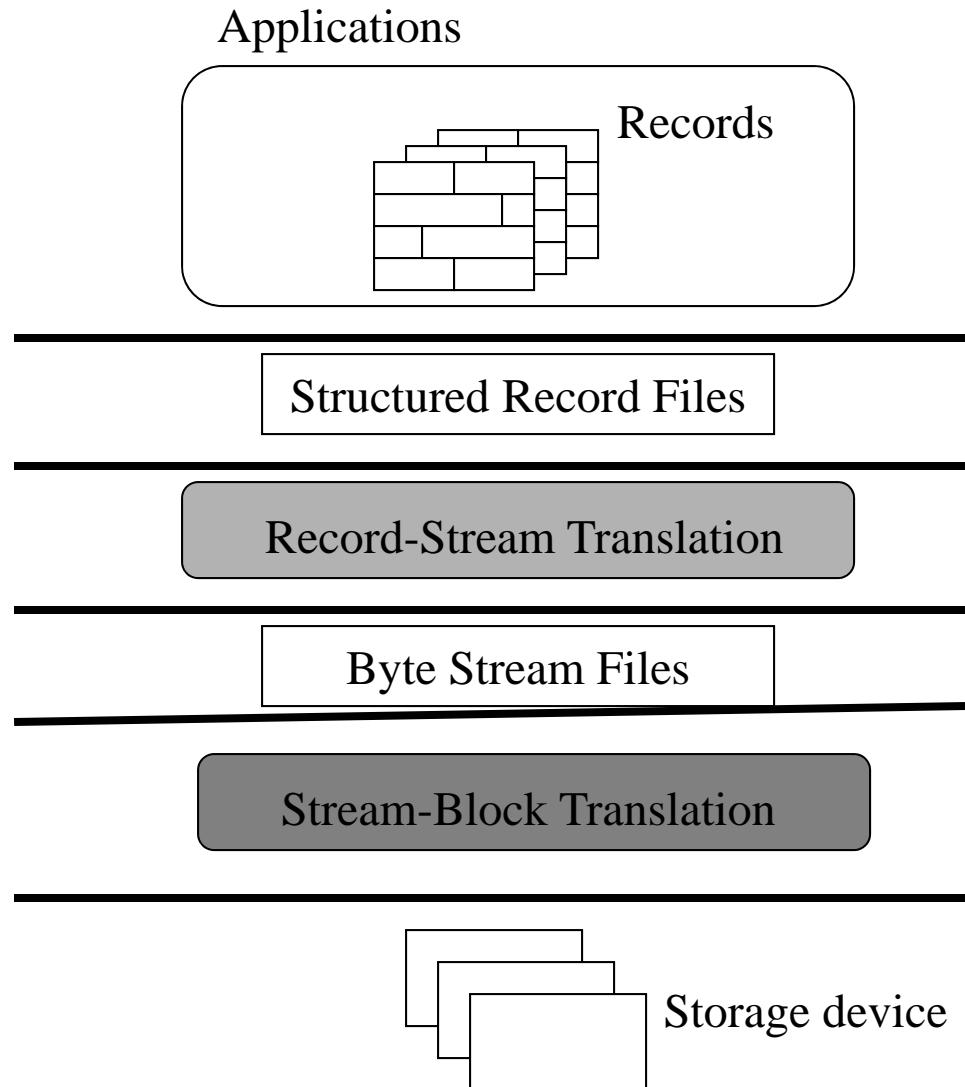 Applications
Records
Structured Record Files
Record-Stream Translation
Byte Stream Files
Stream-Block Translation
Storage device